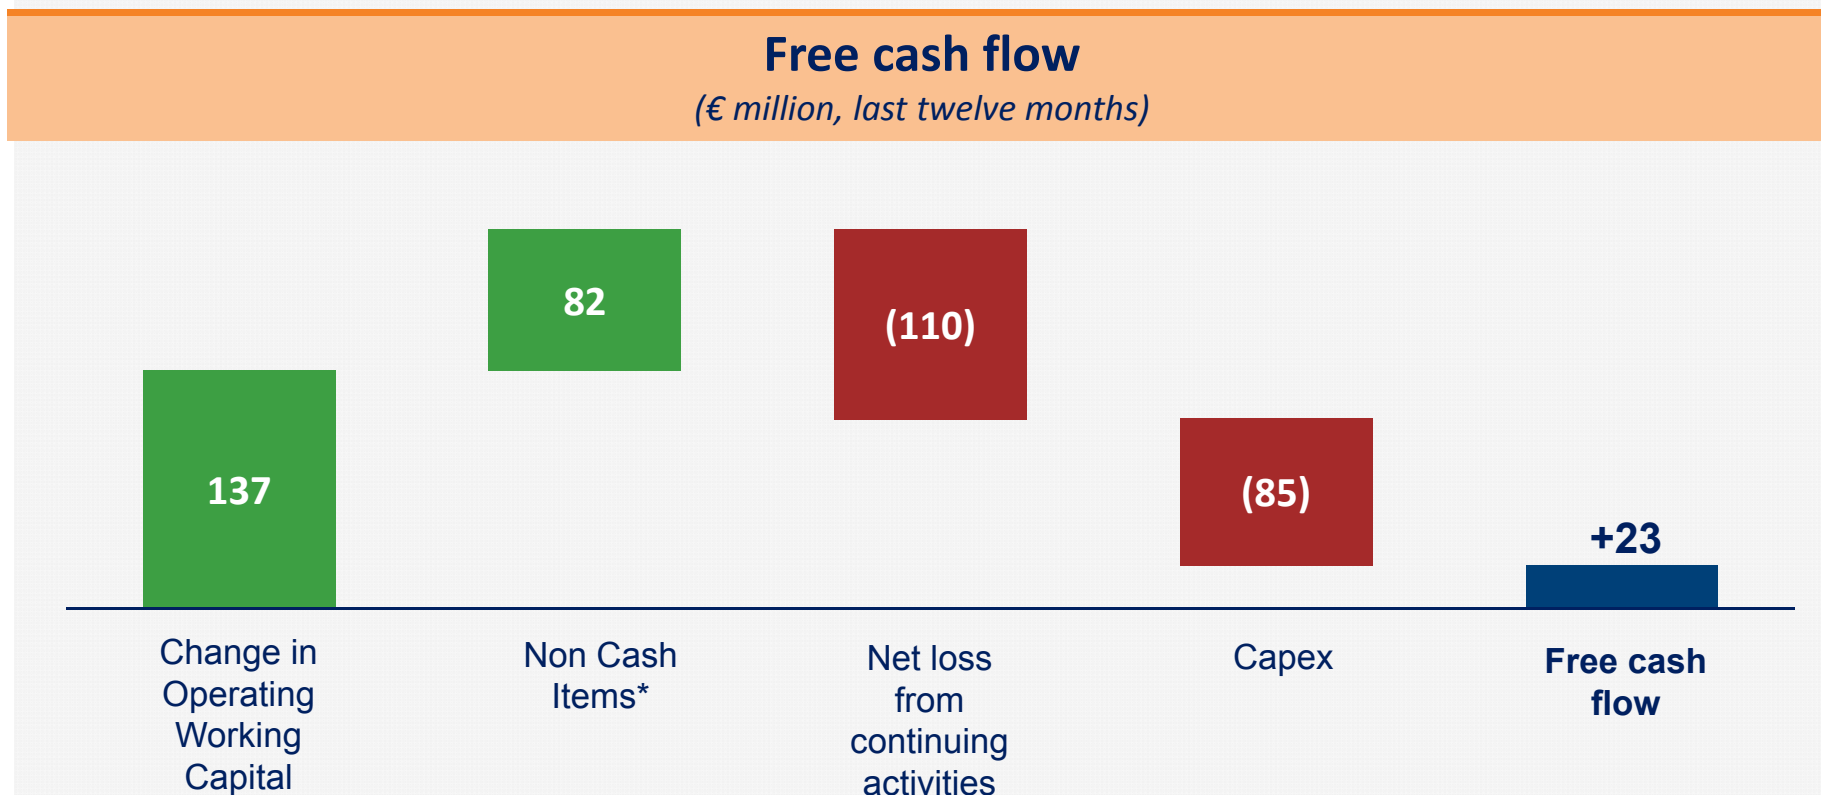 Free cash flow
(€ million, last twelve months)
82
(110)
137
(85)
+23
Change in
Operating
Working
Capital
Non Cash
Items*
Net loss
from
continuing
activities
Capex
Free cash
flow